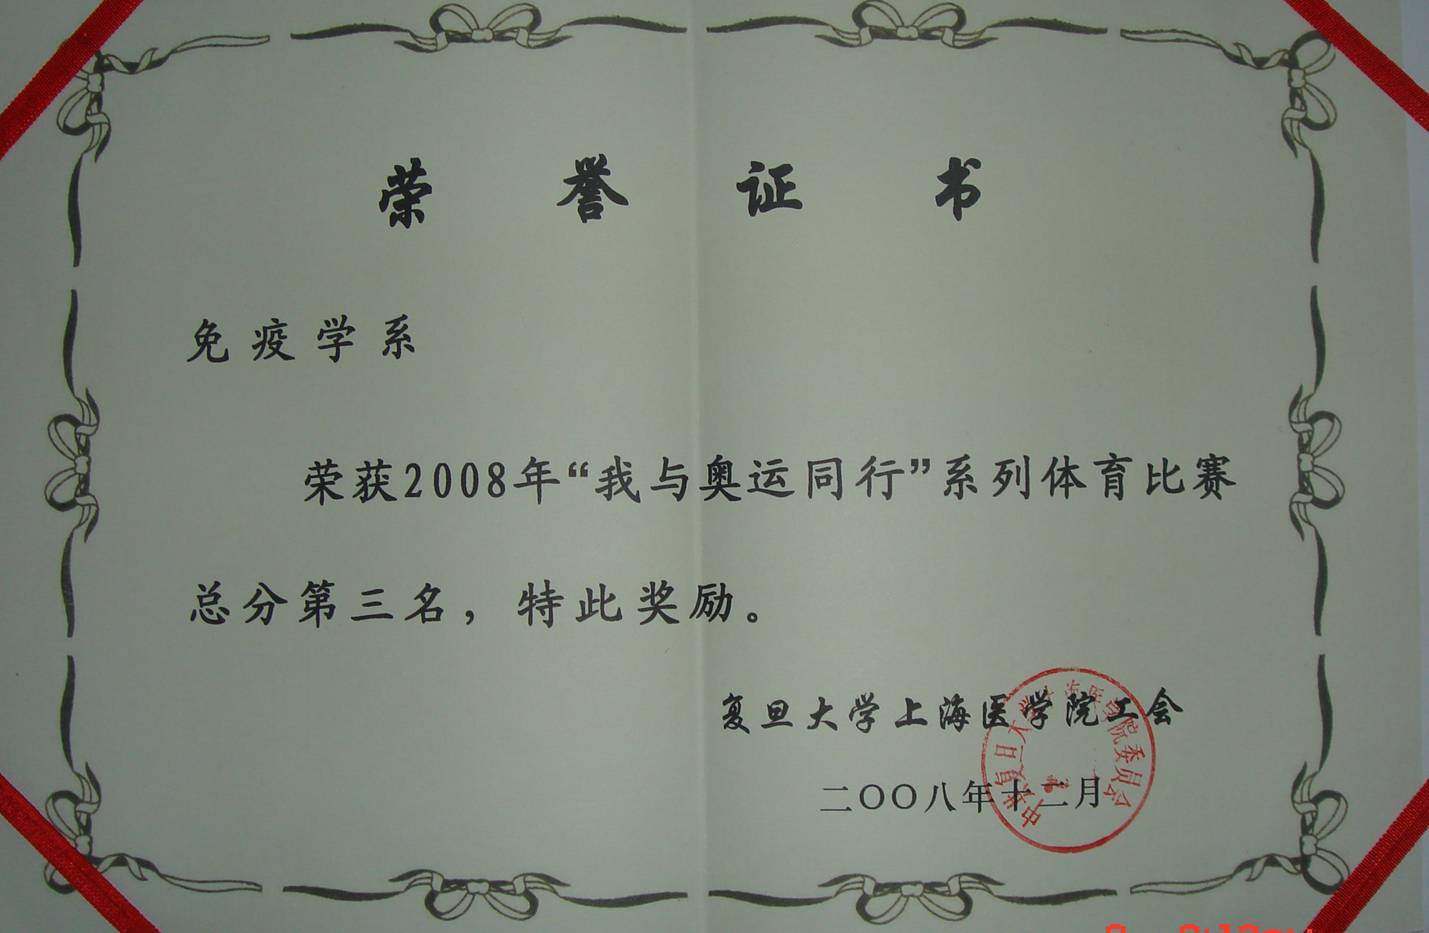 荣誉证书
免疫学系
荣获2008年“我与奥运同行”系列体育比赛
总分第三名，特此奖励。
复旦大学上海医学院工会
二〇〇八年十二月